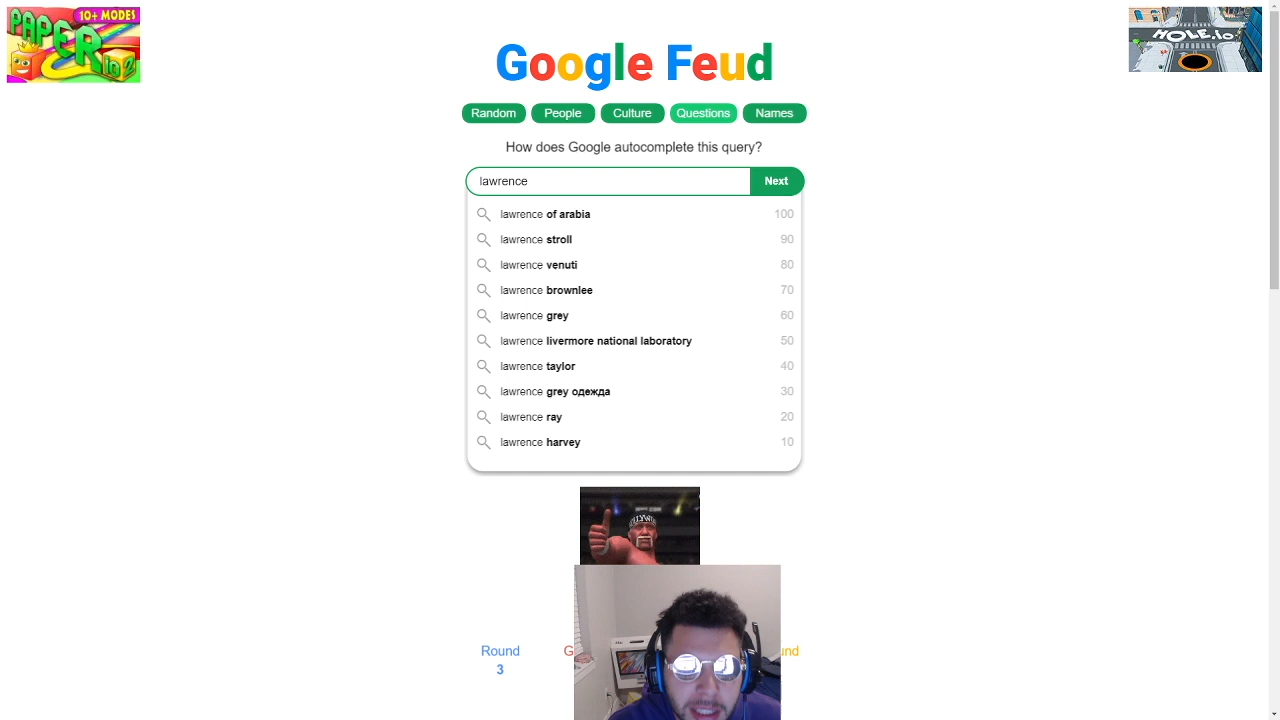 10+ MODES
PAPER
io 2
HOLE.io
Google Feud
Random People Culture Questions Names
How does Google autocomplete this query?
lawrence Next
lawrence of arabia 100
lawrence stroll 90
lawrence venuti 80
lawrence brownlee 70
lawrence grey 60
lawrence livermore national laboratory 50
lawrence taylor 40
lawrence grey одежда 30
lawrence ray 20
lawrence harvey 10
Round G und
3